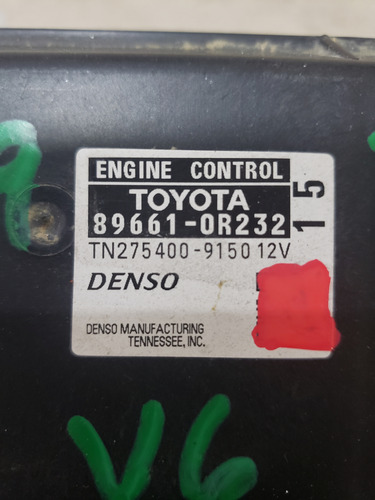 ENGINE CONTROL
TOYOTA
89661-0R232
15
TN275400-9150 12V
DENSO
DENSO MANUFACTURING
TENNESSEE, INC.
V6